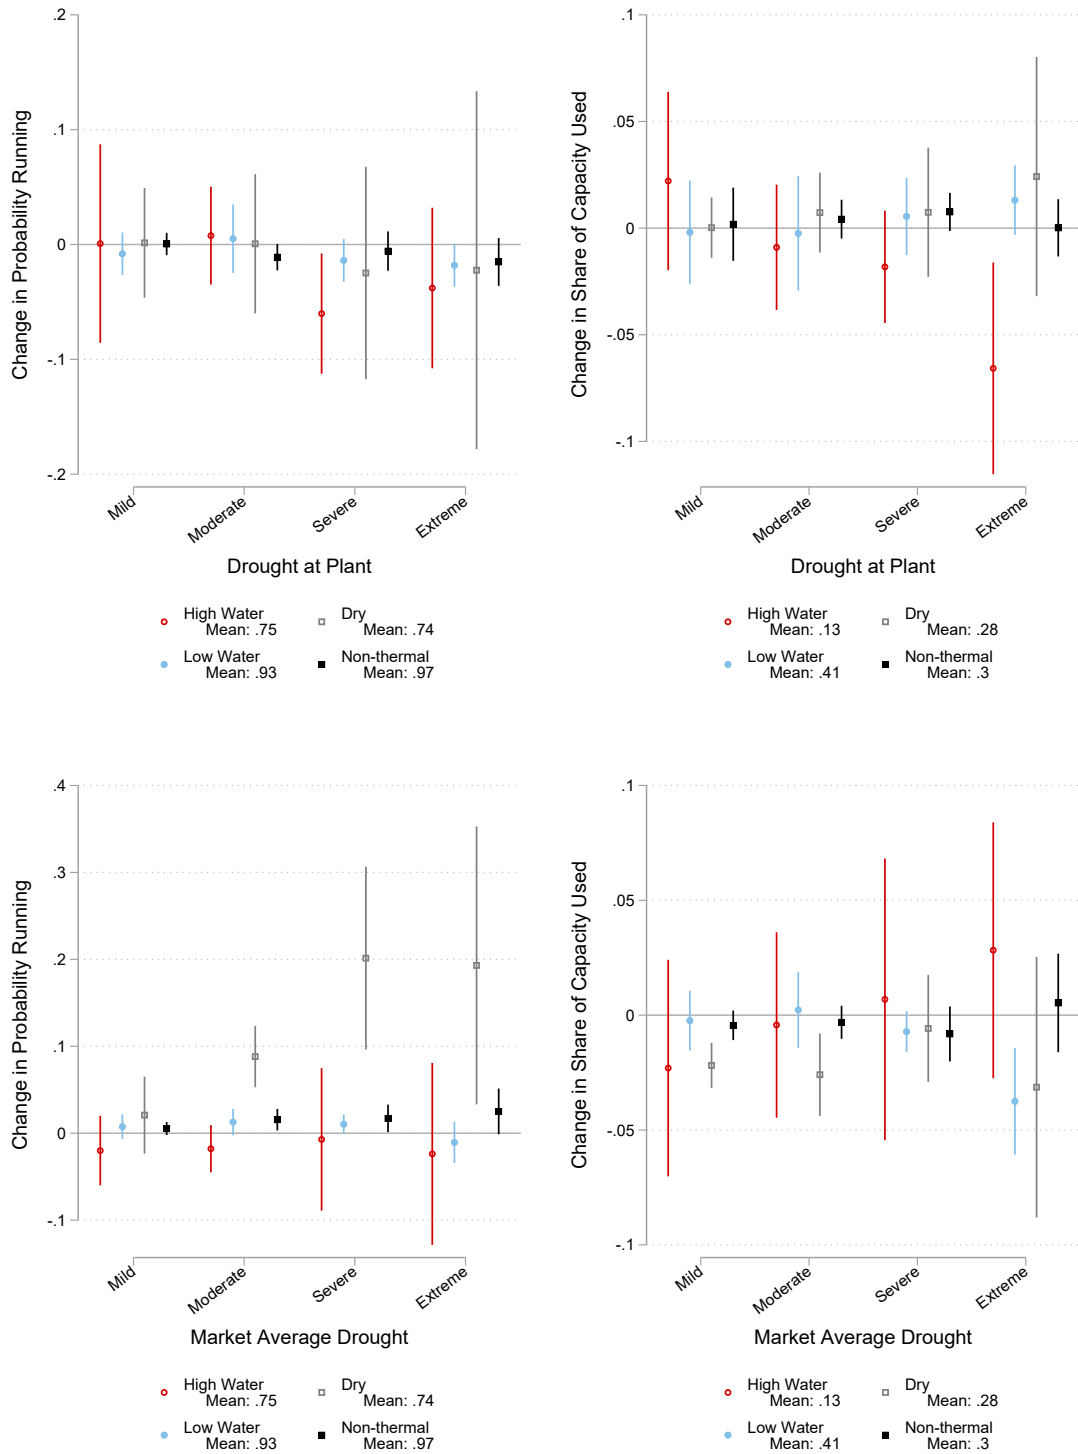 .2
.1
0
-.1
-.2
Change in Probability Running
Mild
Moderate
Severe
Extreme
Drought at Plant
High Water
Mean: .75
Dry
Mean: .74
Low Water
Mean: .93
Non-thermal
Mean: .97
.1
.05
0
-.05
-.1
Change in Share of Capacity Used
Mild
Moderate
Severe
Extreme
Drought at Plant
High Water
Mean: .13
Dry
Mean: .28
Low Water
Mean: .41
Non-thermal
Mean: .3
.4
.3
.2
.1
0
-.1
Change in Probability Running
Mild
Moderate
Severe
Extreme
Market Average Drought
High Water
Mean: .75
Dry
Mean: .74
Low Water
Mean: .93
Non-thermal
Mean: .97
.1
.05
0
-.05
-.1
Change in Share of Capacity Used
Mild
Moderate
Severe
Extreme
Market Average Drought
High Water
Mean: .13
Dry
Mean: .28
Low Water
Mean: .41
Non-thermal
Mean: .3